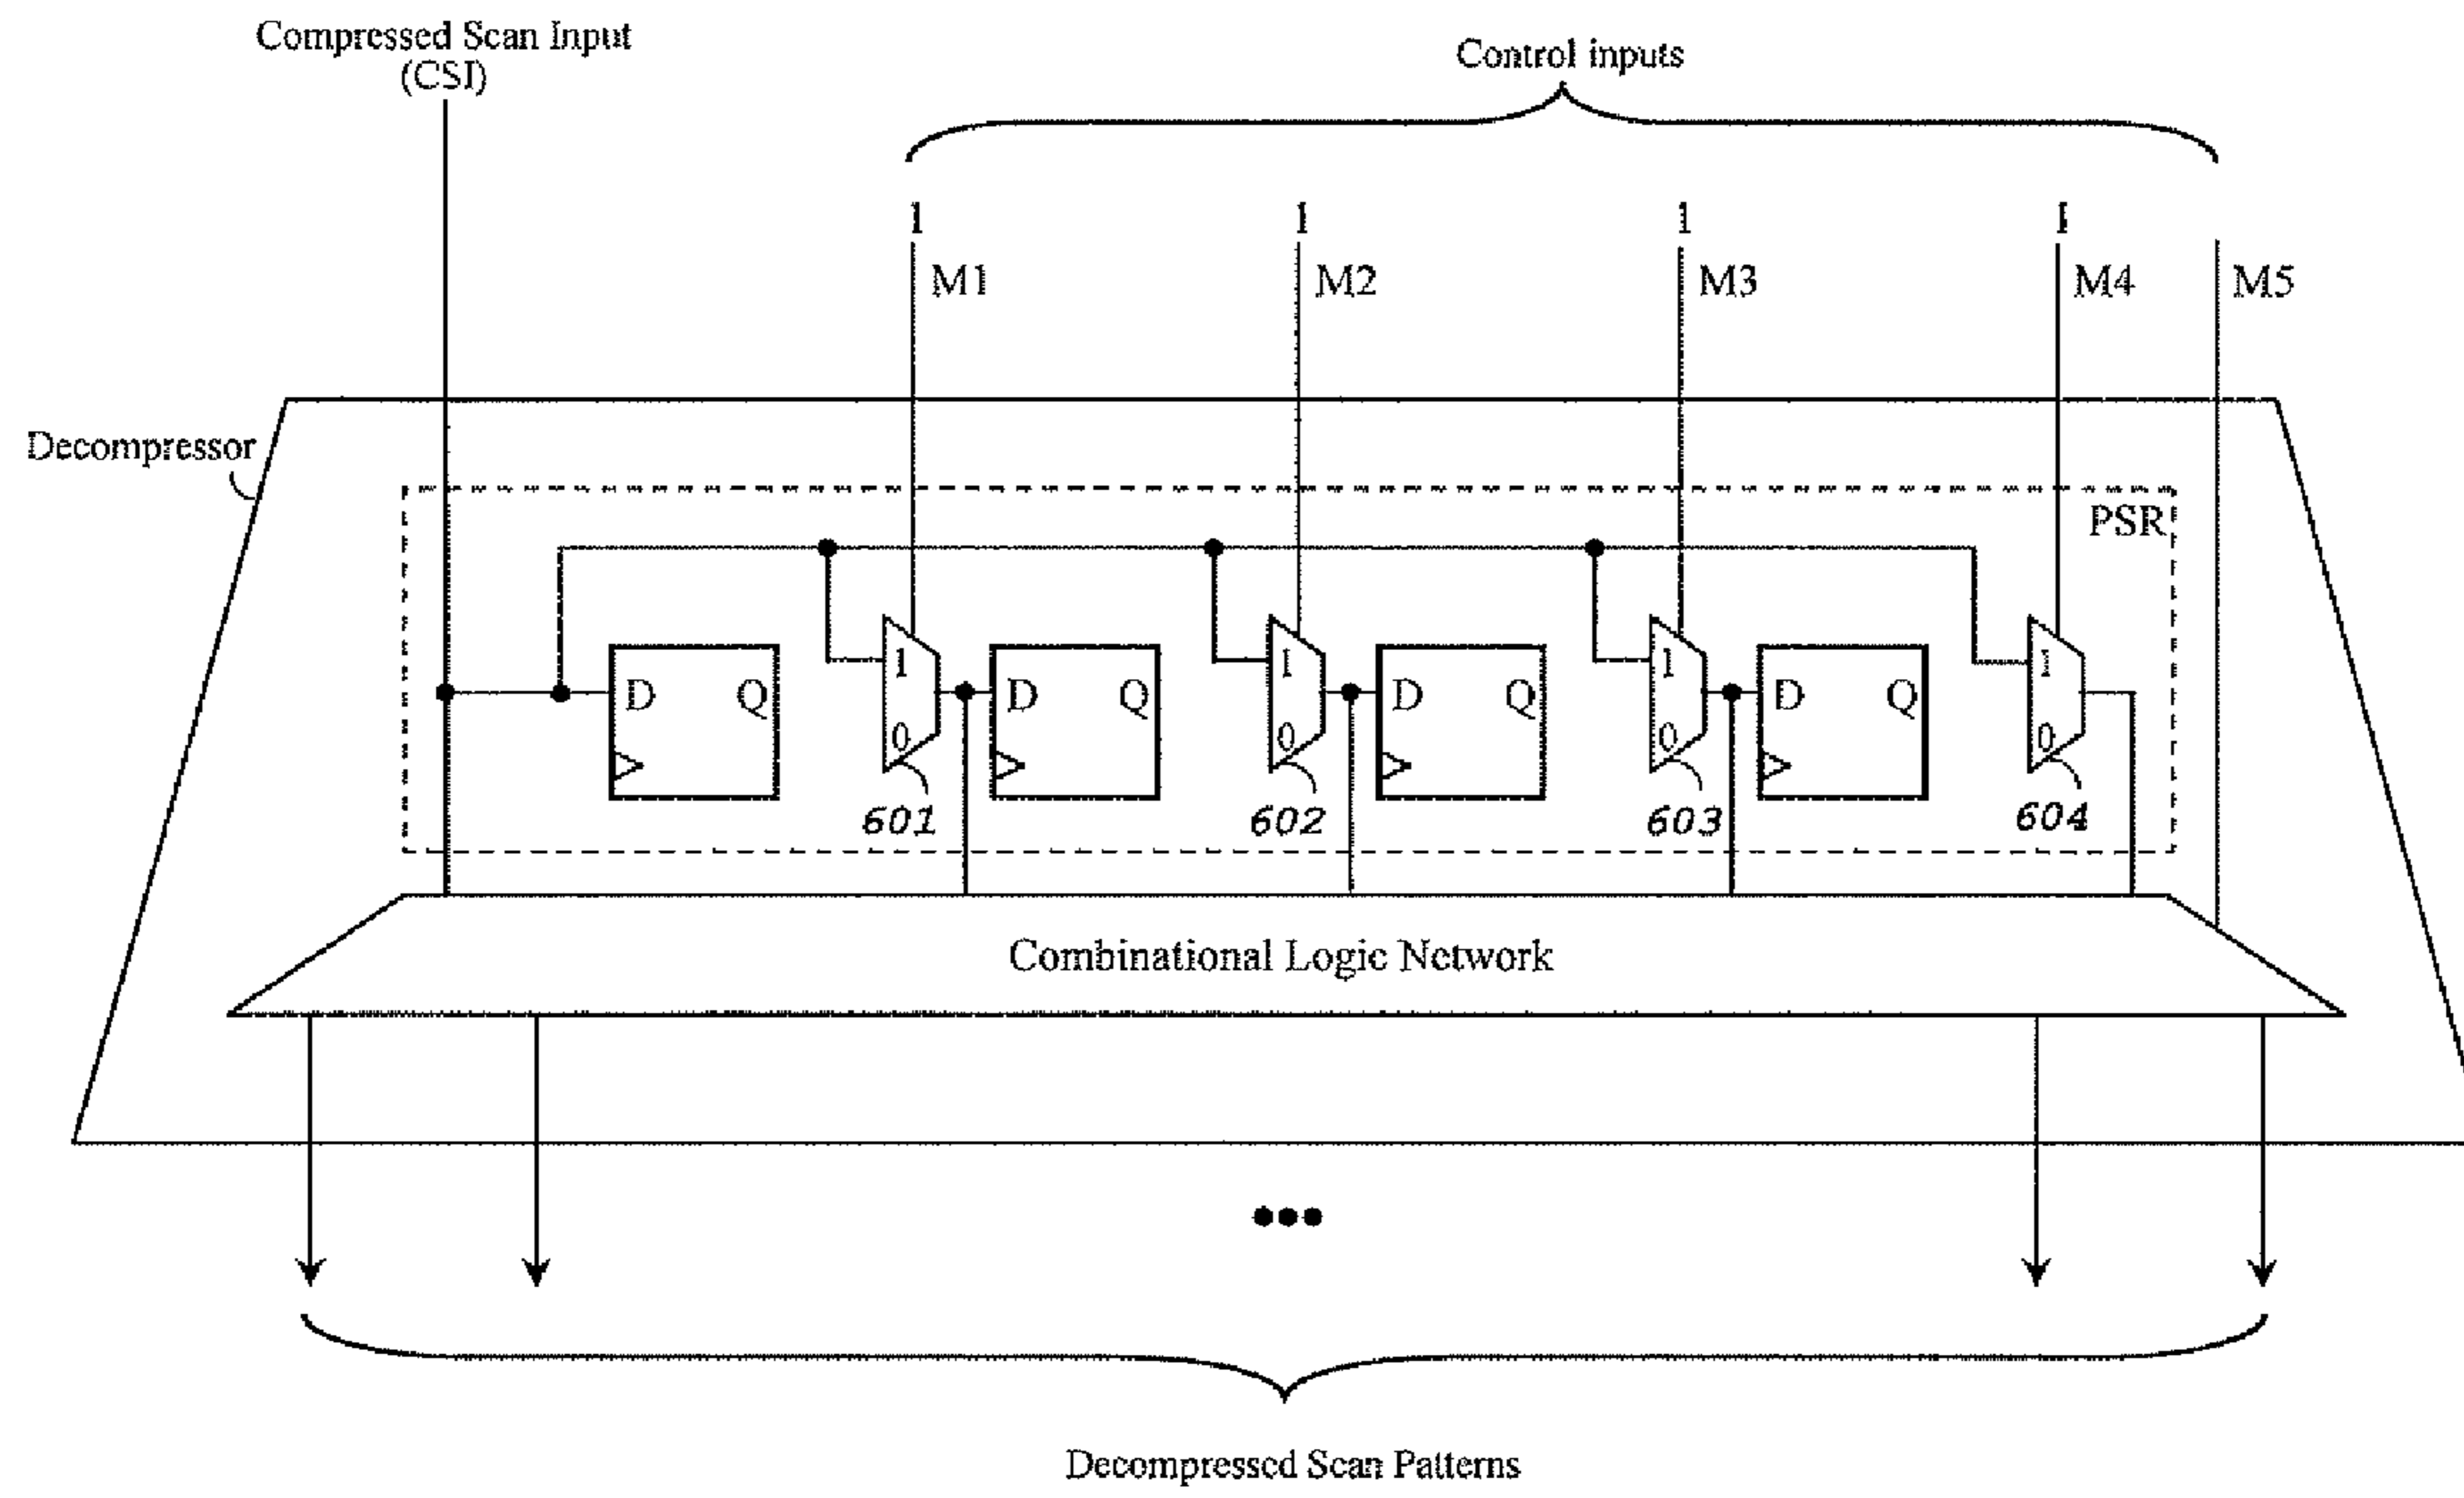 Compressed Scan Input
(CSI)
Control inputs
1 1 1 1
M1 M2 M3 M4 M5
Decompressor
PSR
1 1 1 1
D Q D Q D Q D Q
0 0 0 0
601 602 603 604
Combinational Logic Network
Decompressed Scan Patterns